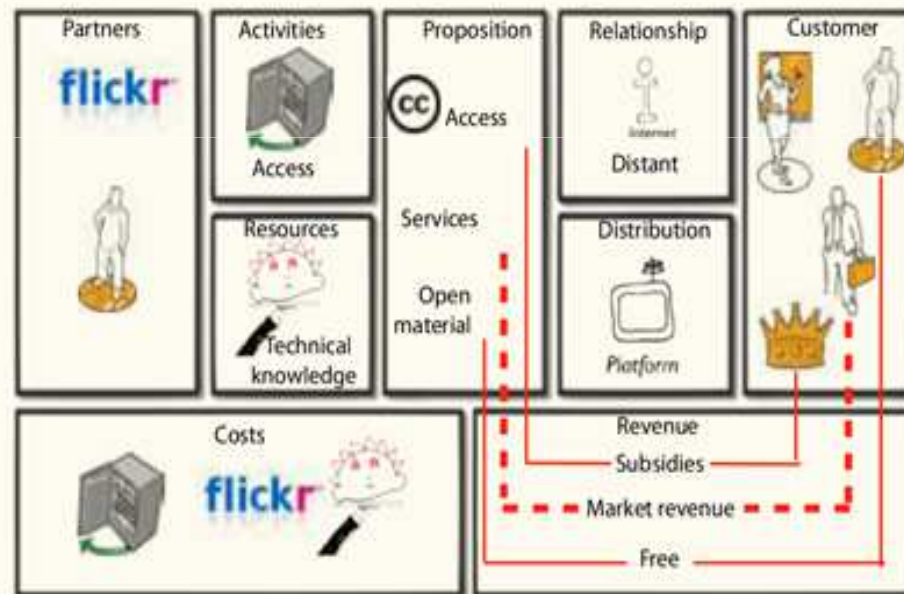 Partners
flickr
Activities
Access
Resources
Technical
knowledge
Proposition
cc
Access
Services
Open
material
Relationship
Internet
Distant
Distribution
Platform
Customer
Costs
flickr
Revenue
Subsidies
Market revenue
Free